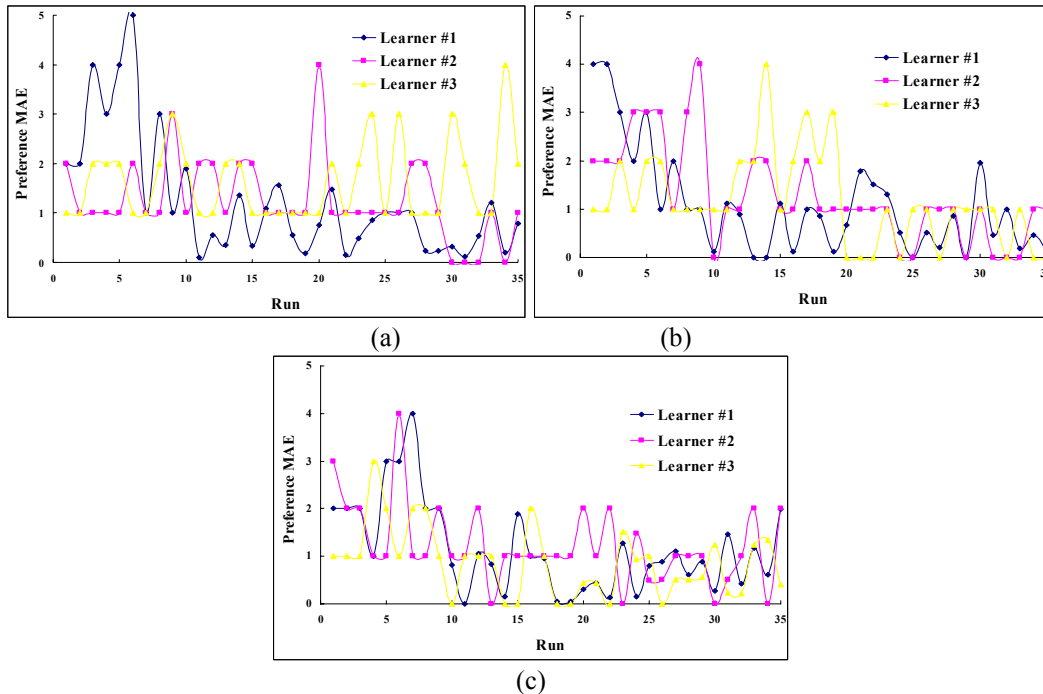 5
4
3
2
1
0
Preference MAE
Learner #1
Learner #2
Learner #3
0 5 10 15 20 25 30 35
Run
(a)
5
4
3
2
1
0
Preference MAE
Learner #1
Learner #2
Learner #3
0 5 10 15 20 25 30
Run
(b)
5
4
3
2
1
0
Preference MAE
Learner #1
Learner #2
Learner #3
0 5 10 15 20 25 30 35
Run
(c)